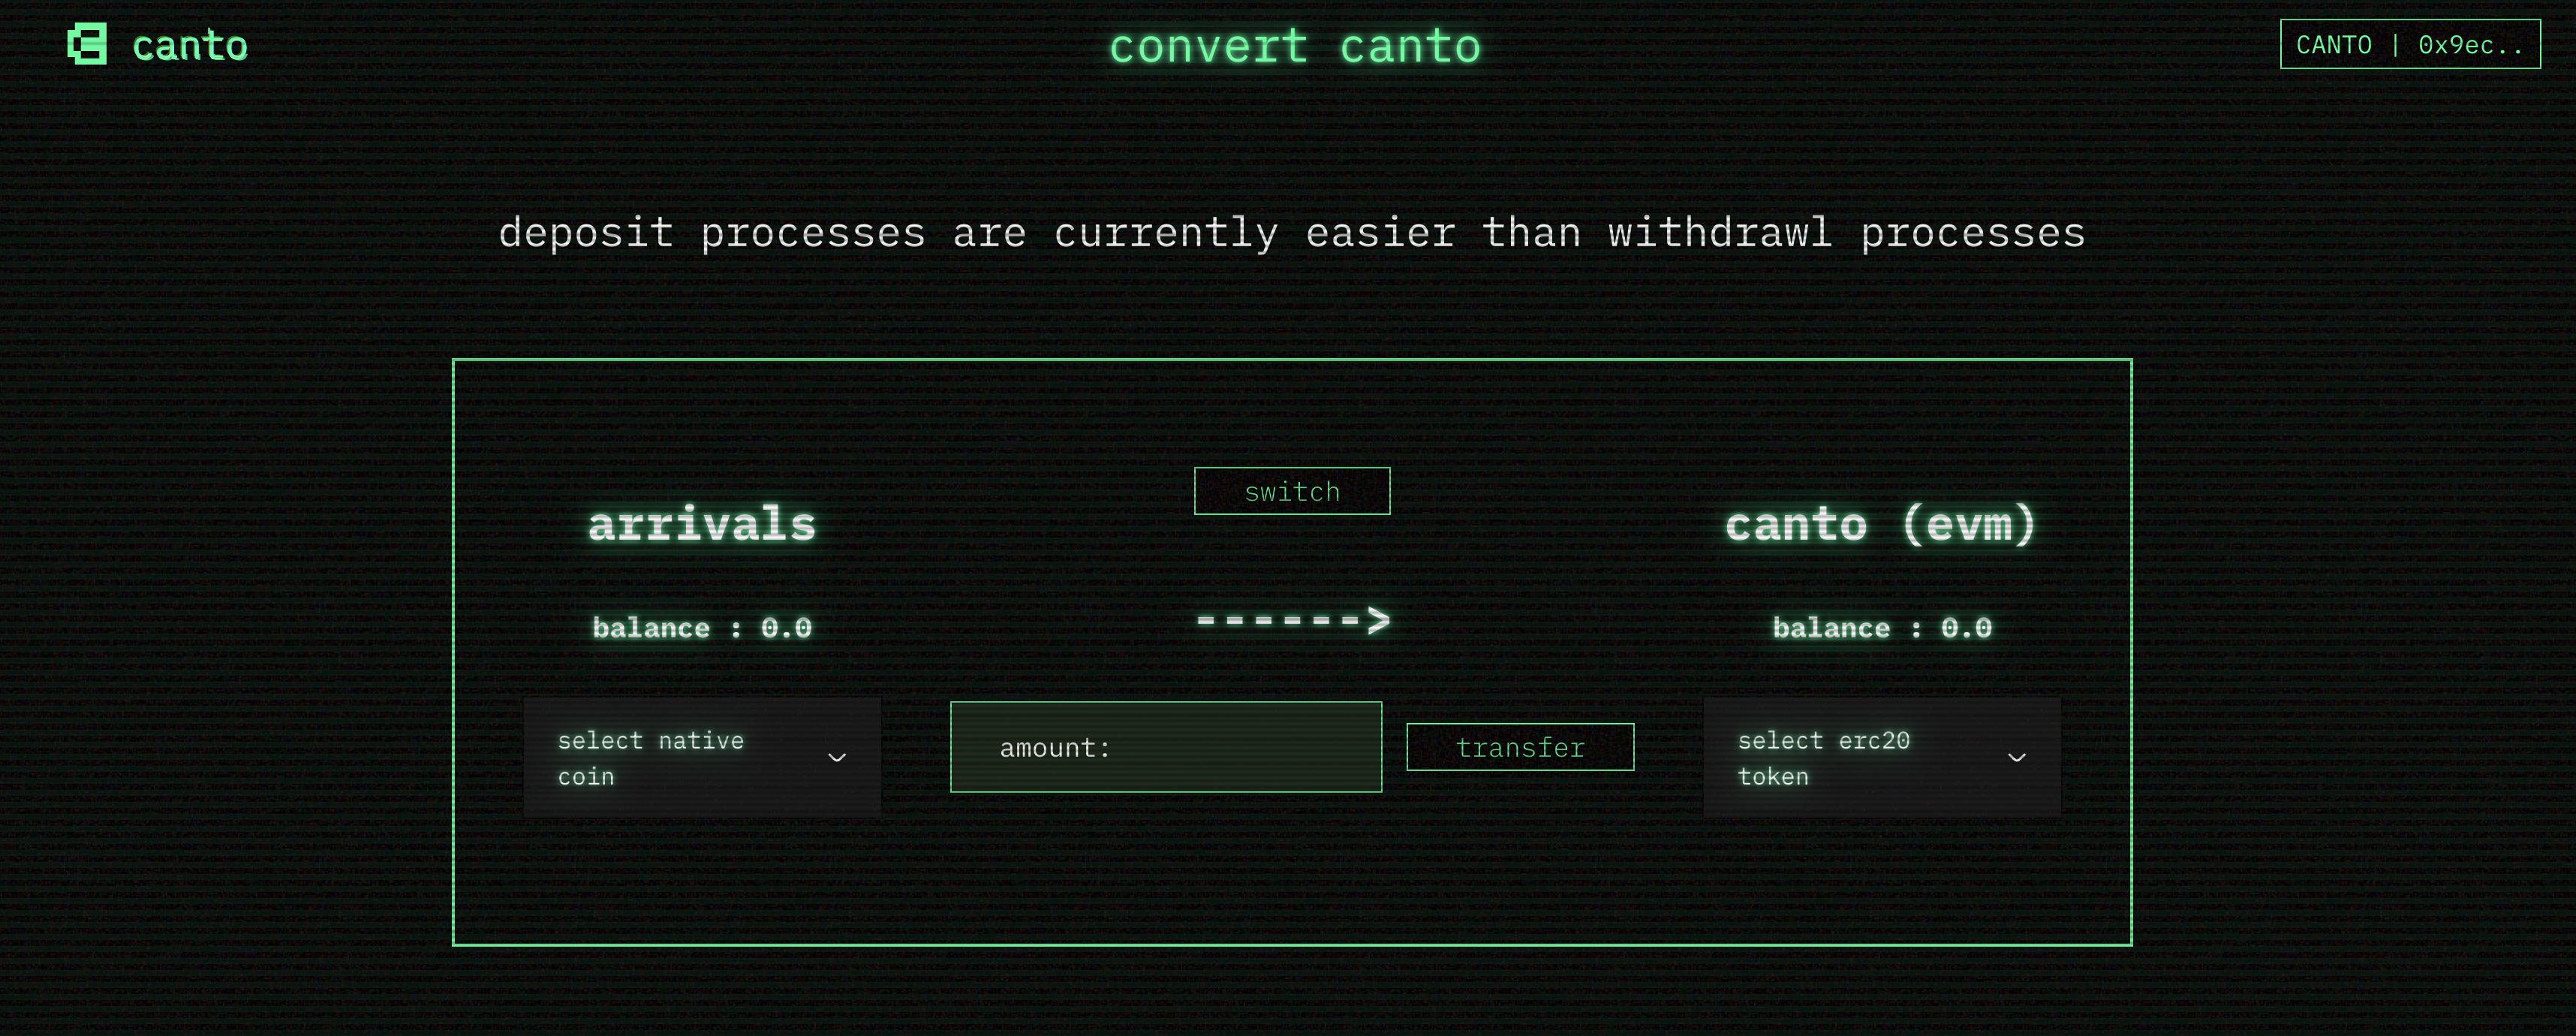 canto
convert canto
CANTO | 0x9ec..
deposit processes are currently easier than withdrawl processes
switch
arrivals
canto (evm)
------>
balance : 0.0
balance : 0.0
select native
coin
amount:
transfer
select erc20
token